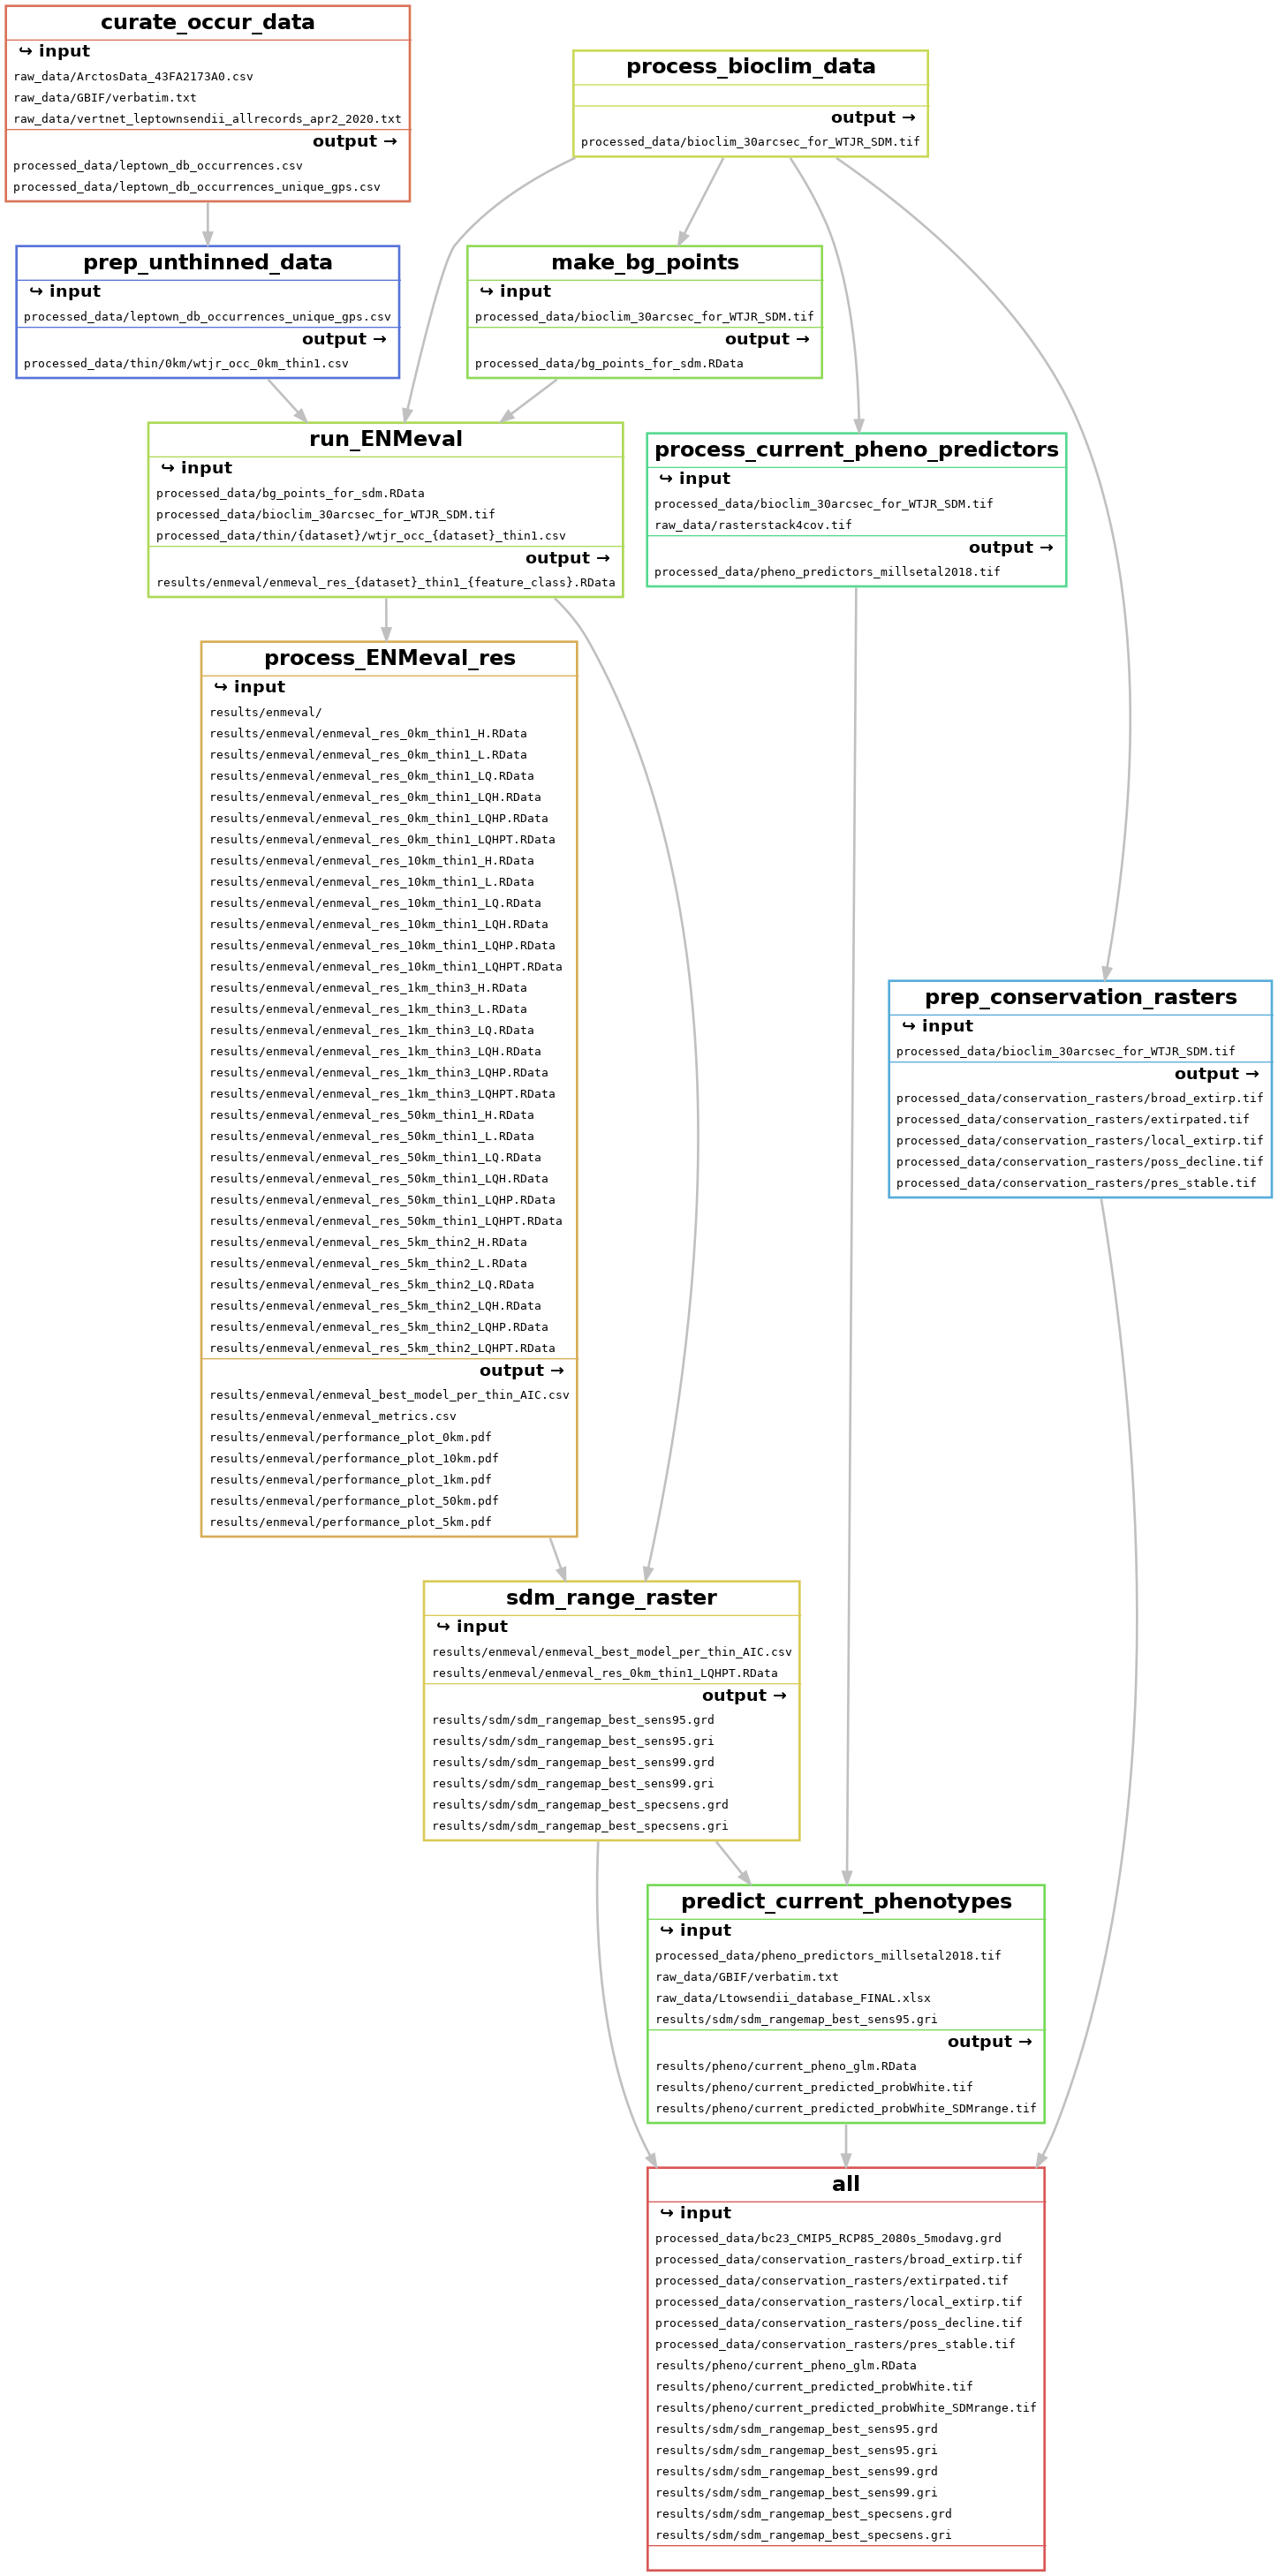 curate_occur_data
↪ input
raw_data/ArctosData_43FA2173A0.csv
raw_data/GBIF/verbatim.txt
raw_data/vertnet_leptownsendii_allrecords_apr2_2020.txt
output →
processed_data/leptown_db_occurrences.csv
processed_data/leptown_db_occurrences_unique_gps.csv
process_bioclim_data
output →
processed_data/bioclim_30arcsec_for_WTJR_SDM.tif
prep_unthinned_data
↪ input
processed_data/leptown_db_occurrences_unique_gps.csv
output →
processed_data/thin/0km/wtjr_occ_0km_thin1.csv
make_bg_points
↪ input
processed_data/bioclim_30arcsec_for_WTJR_SDM.tif
output →
processed_data/bg_points_for_sdm.RData
run_ENMeval
↪ input
processed_data/bg_points_for_sdm.RData
processed_data/bioclim_30arcsec_for_WTJR_SDM.tif
processed_data/thin/{dataset}/wtjr_occ_{dataset}_thin1.csv
output →
results/enmeval/enmeval_res_{dataset}_thin1_{feature_class}.RData
process_current_pheno_predictors
↪ input
processed_data/bioclim_30arcsec_for_WTJR_SDM.tif
raw_data/rasterstack4cov.tif
output →
processed_data/pheno_predictors_millsetal2018.tif
process_ENMeval_res
↪ input
results/enmeval/
results/enmeval/enmeval_res_0km_thin1_H.RData
results/enmeval/enmeval_res_0km_thin1_L.RData
results/enmeval/enmeval_res_0km_thin1_LQ.RData
results/enmeval/enmeval_res_0km_thin1_LQH.RData
results/enmeval/enmeval_res_0km_thin1_LQHP.RData
results/enmeval/enmeval_res_0km_thin1_LQHPT.RData
results/enmeval/enmeval_res_10km_thin1_H.RData
results/enmeval/enmeval_res_10km_thin1_L.RData
results/enmeval/enmeval_res_10km_thin1_LQ.RData
results/enmeval/enmeval_res_10km_thin1_LQH.RData
results/enmeval/enmeval_res_10km_thin1_LQHP.RData
results/enmeval/enmeval_res_10km_thin1_LQHPT.RData
results/enmeval/enmeval_res_1km_thin3_H.RData
results/enmeval/enmeval_res_1km_thin3_L.RData
results/enmeval/enmeval_res_1km_thin3_LQ.RData
results/enmeval/enmeval_res_1km_thin3_LQH.RData
results/enmeval/enmeval_res_1km_thin3_LQHP.RData
results/enmeval/enmeval_res_1km_thin3_LQHPT.RData
results/enmeval/enmeval_res_50km_thin1_H.RData
results/enmeval/enmeval_res_50km_thin1_L.RData
results/enmeval/enmeval_res_50km_thin1_LQ.RData
results/enmeval/enmeval_res_50km_thin1_LQH.RData
results/enmeval/enmeval_res_50km_thin1_LQHP.RData
results/enmeval/enmeval_res_50km_thin1_LQHPT.RData
results/enmeval/enmeval_res_5km_thin2_H.RData
results/enmeval/enmeval_res_5km_thin2_L.RData
results/enmeval/enmeval_res_5km_thin2_LQ.RData
results/enmeval/enmeval_res_5km_thin2_LQH.RData
results/enmeval/enmeval_res_5km_thin2_LQHP.RData
results/enmeval/enmeval_res_5km_thin2_LQHPT.RData
output →
results/enmeval/enmeval_best_model_per_thin_AIC.csv
results/enmeval/enmeval_metrics.csv
results/enmeval/performance_plot_0km.pdf
results/enmeval/performance_plot_10km.pdf
results/enmeval/performance_plot_1km.pdf
results/enmeval/performance_plot_50km.pdf
results/enmeval/performance_plot_5km.pdf
prep_conservation_rasters
↪ input
processed_data/bioclim_30arcsec_for_WTJR_SDM.tif
output →
processed_data/conservation_rasters/broad_extirp.tif
processed_data/conservation_rasters/extirpated.tif
processed_data/conservation_rasters/local_extirp.tif
processed_data/conservation_rasters/poss_decline.tif
processed_data/conservation_rasters/pres_stable.tif
sdm_range_raster
↪ input
results/enmeval/enmeval_best_model_per_thin_AIC.csv
results/enmeval/enmeval_res_0km_thin1_LQHPT.RData
output →
results/sdm/sdm_rangemap_best_sens95.grd
results/sdm/sdm_rangemap_best_sens95.gri
results/sdm/sdm_rangemap_best_sens99.grd
results/sdm/sdm_rangemap_best_sens99.gri
results/sdm/sdm_rangemap_best_specsens.grd
results/sdm/sdm_rangemap_best_specsens.gri
predict_current_phenotypes
↪ input
processed_data/pheno_predictors_millsetal2018.tif
raw_data/GBIF/verbatim.txt
raw_data/Ltowsendii_database_FINAL.xlsx
results/sdm/sdm_rangemap_best_sens95.gri
output →
results/pheno/current_pheno_glm.RData
results/pheno/current_predicted_probWhite.tif
results/pheno/current_predicted_probWhite_SDMrange.tif
all
↪ input
processed_data/bc23_CMIP5_RCP85_2080s_5modavg.grd
processed_data/conservation_rasters/broad_extirp.tif
processed_data/conservation_rasters/extirpated.tif
processed_data/conservation_rasters/local_extirp.tif
processed_data/conservation_rasters/poss_decline.tif
processed_data/conservation_rasters/pres_stable.tif
results/pheno/current_pheno_glm.RData
results/pheno/current_predicted_probWhite.tif
results/pheno/current_predicted_probWhite_SDMrange.tif
results/sdm/sdm_rangemap_best_sens95.grd
results/sdm/sdm_rangemap_best_sens95.gri
results/sdm/sdm_rangemap_best_sens99.grd
results/sdm/sdm_rangemap_best_sens99.gri
results/sdm/sdm_rangemap_best_specsens.grd
results/sdm/sdm_rangemap_best_specsens.gri